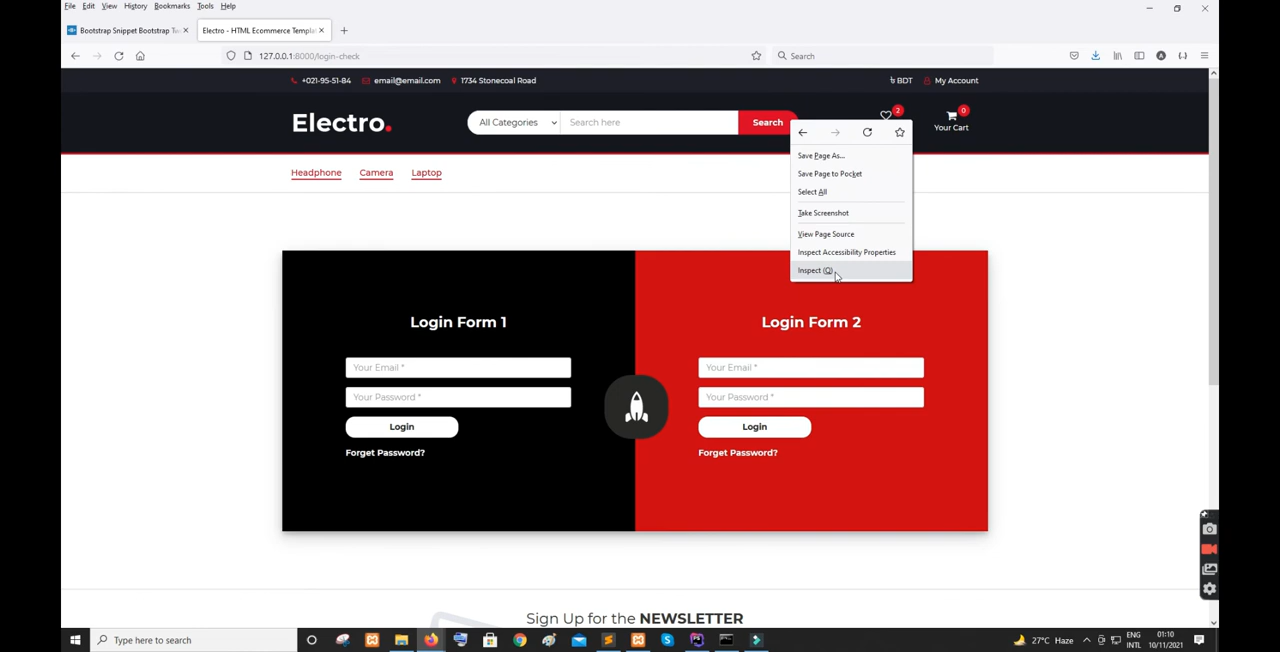 File Edit View History Bookmarks Tools Help
Bootstrap Snippet Bootstrap Te
Electro - HTML Ecommerce Templa
127.0.0.1:8000/login-check
Search
+021-95-51-84 email@email.com 1734 Stonecoal Road
৳ BDT My Account
Electro.
All Categories
Search here
Search
2
0
Your Cart
Headphone Camera Laptop
Save Page As...
Save Page to Pocket
Select All
Take Screenshot
View Page Source
Inspect Accessibility Properties
Inspect (Q)
Login Form 1
Your Email *
Your Password *
Login
Forget Password?
Login Form 2
Your Email *
Your Password *
Login
Forget Password?
Sign Up for the NEWSLETTER
Type here to search
27°C Haze
ENG
INTL
01:10
10/11/2021